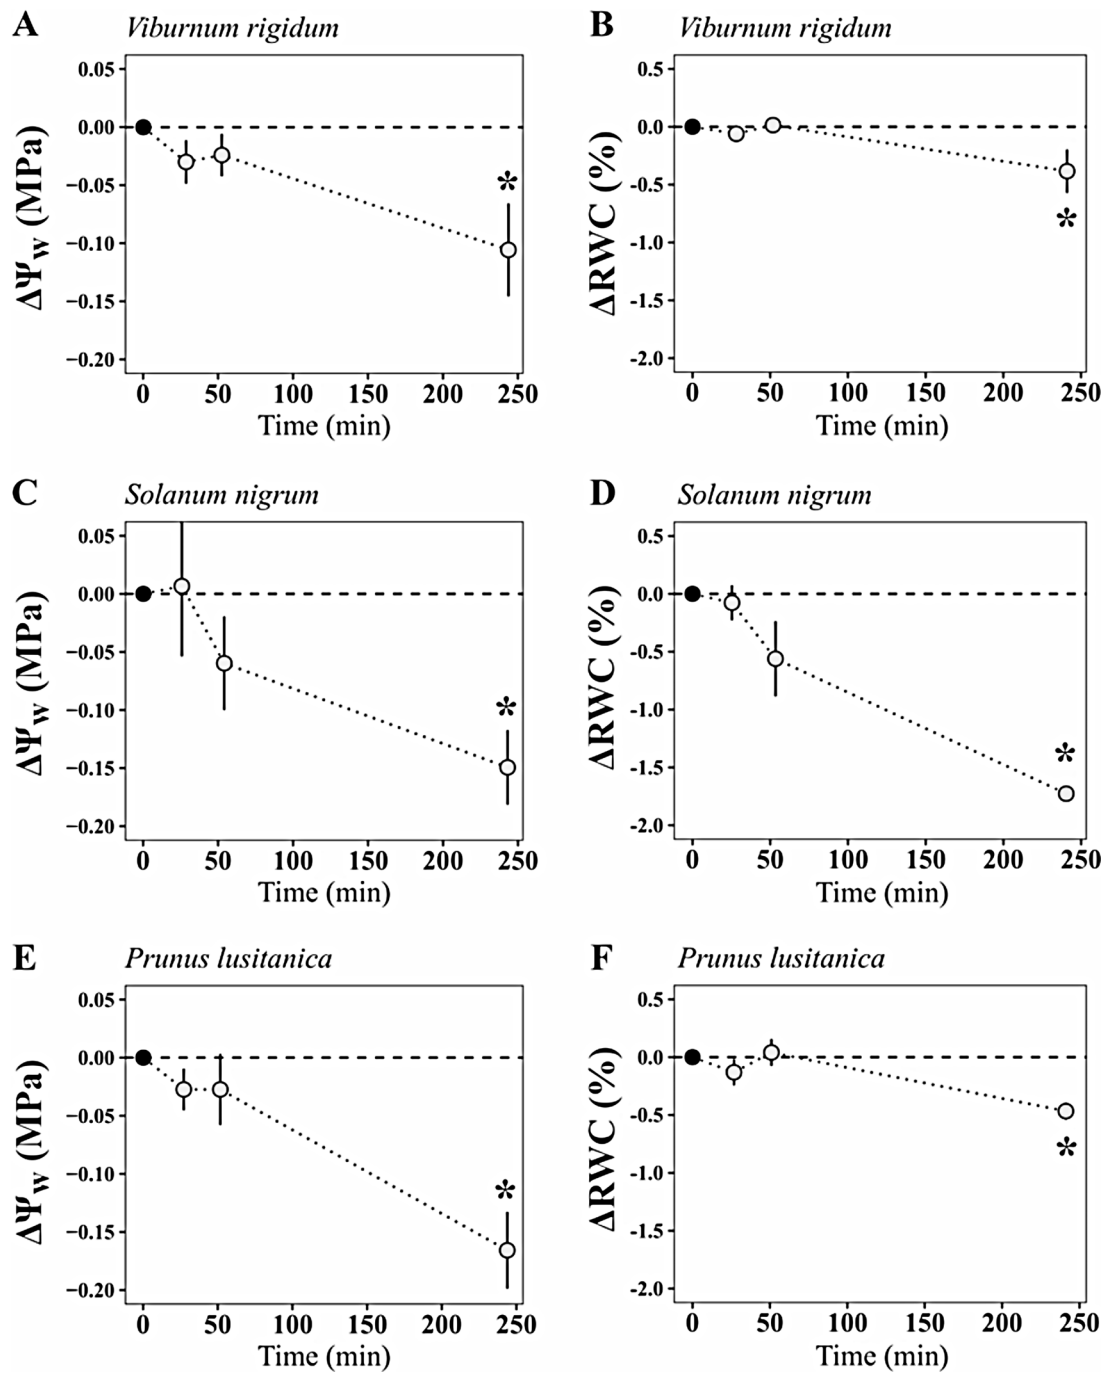 A Viburnum rigidum
0.05
0.00
−0.05
−0.10
−0.15
−0.20
ΔΨw (MPa)
*
0 50 100 150 200 250
Time (min)
B Viburnum rigidum
0.5
0.0
-0.5
-1.0
-1.5
-2.0
ΔRWC (%)
*
0 50 100 150 200 250
Time (min)
C Solanum nigrum
0.05
0.00
−0.05
−0.10
−0.15
−0.20
ΔΨw (MPa)
*
0 50 100 150 200 250
Time (min)
D Solanum nigrum
0.5
0.0
-0.5
-1.0
-1.5
-2.0
ΔRWC (%)
*
0 50 100 150 200 250
Time (min)
E Prunus lusitanica
0.05
0.00
−0.05
−0.10
−0.15
−0.20
ΔΨw (MPa)
*
0 50 100 150 200 250
Time (min)
F Prunus lusitanica
0.5
0.0
-0.5
-1.0
-1.5
-2.0
ΔRWC (%)
*
0 50 100 150 200 250
Time (min)